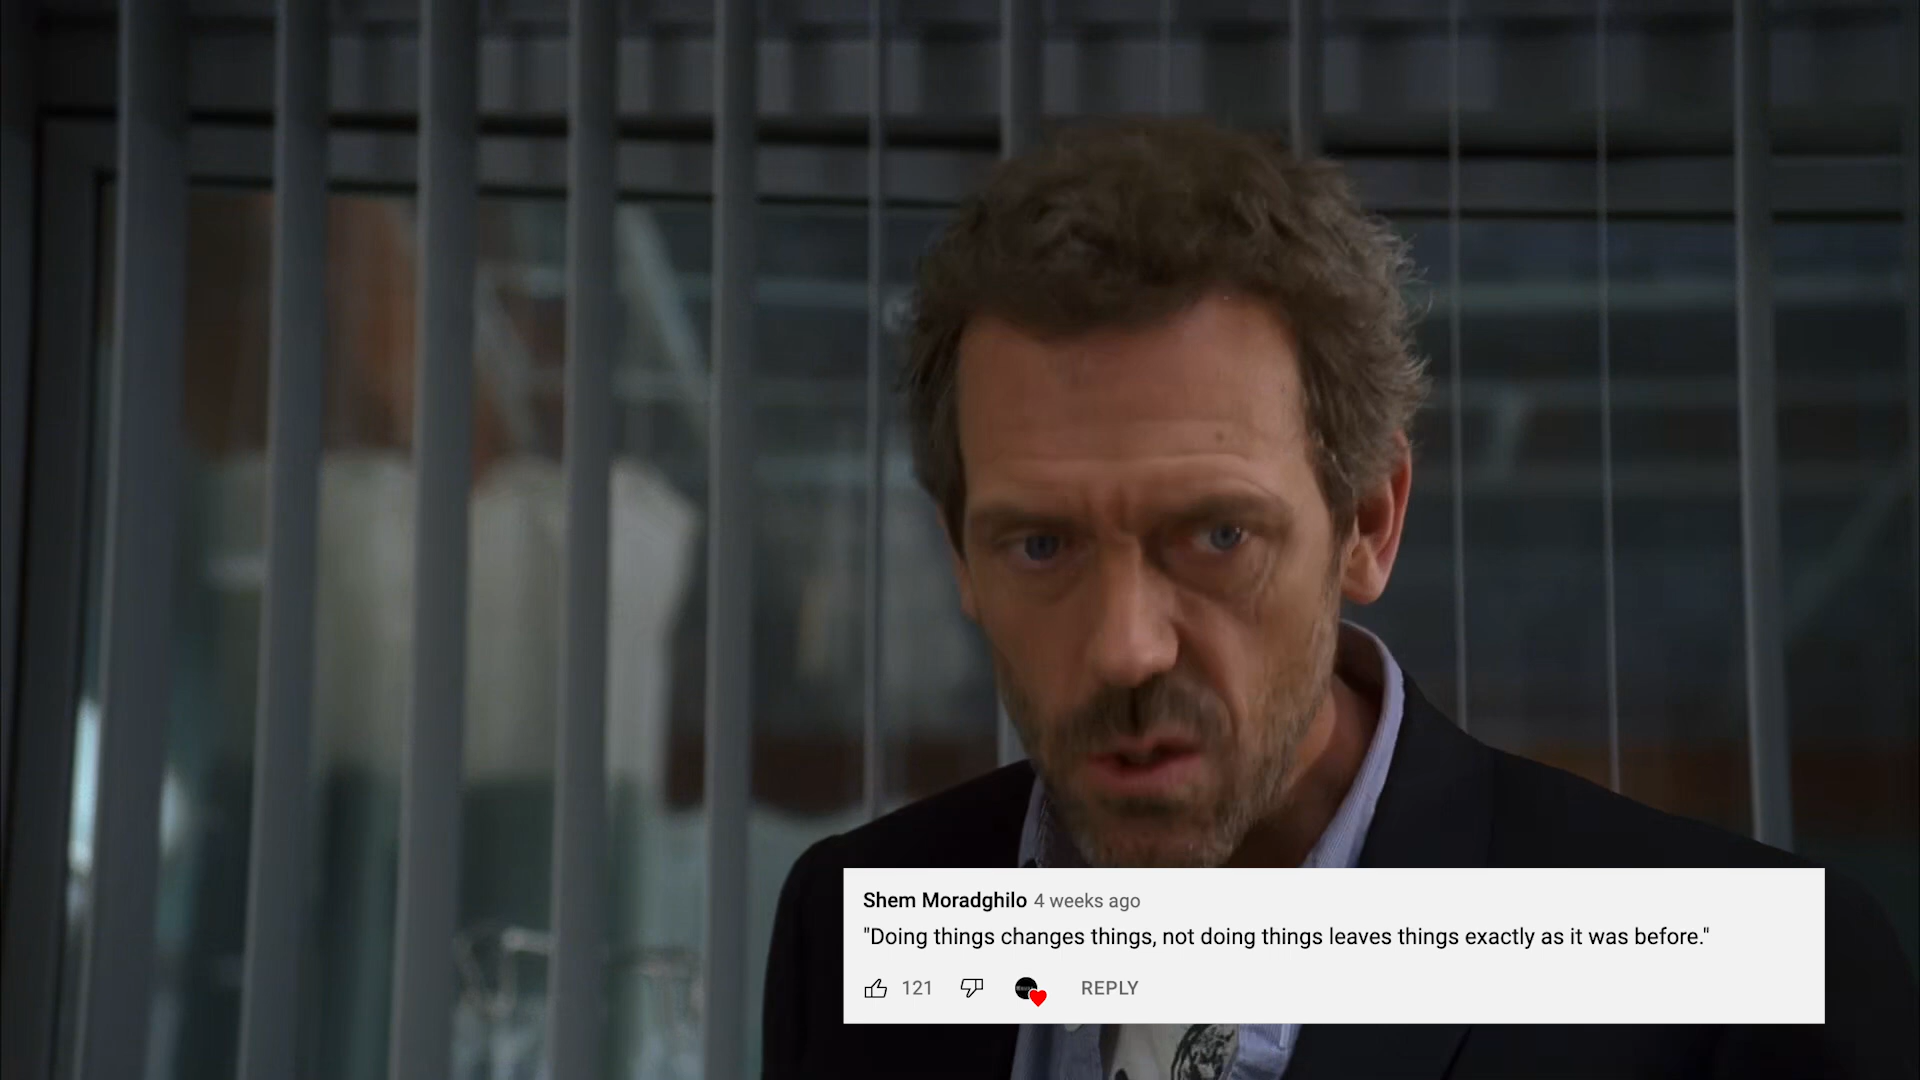 Shem Moradghilo 4 weeks ago
"Doing things changes things, not doing things leaves things exactly as it was before."
121 REPLY